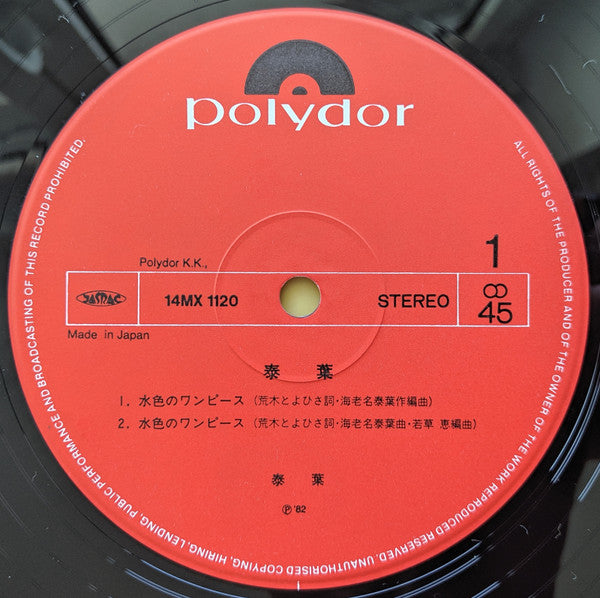 polydor
1
Polydor K.K.,
JASRAC
14MX 1120
STEREO
45
Made in Japan
泰 葉
1. 水色のワンピース (荒木とよひさ詞・海老名泰葉作編曲)
2. 水色のワンピース (荒木とよひさ詞・海老名泰葉曲・若草 恵編曲)
泰 葉
Ⓟ '82
ALL RIGHTS OF THE PRODUCER AND OF THE OWNER OF THE WORK REPRODUCED RESERVED. UNAUTHORISED COPYING, HIRING, LENDING, PUBLIC PERFORMANCE AND BROADCASTING OF THIS RECORD PROHIBITED.